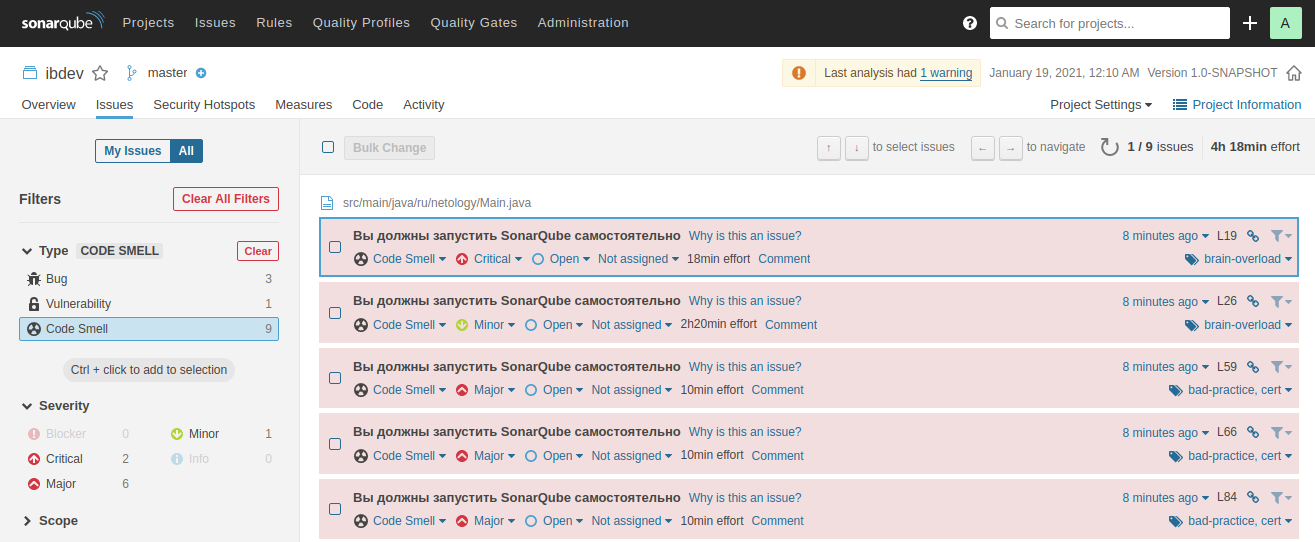 sonarqube Projects Issues Rules Quality Profiles Quality Gates Administration ? Search for projects... + A
ibdev master Last analysis had 1 warning January 19, 2021, 12:10 AM Version 1.0-SNAPSHOT
Overview Issues Security Hotspots Measures Code Activity Project Settings Project Information
My Issues All
Filters Clear All Filters
Type CODE SMELL Clear
Bug 3
Vulnerability 1
Code Smell 9
Ctrl + click to add to selection
Severity
Blocker 0 Minor 1
Critical 2 Info 0
Major 6
Scope
Bulk Change ↑ ↓ to select issues ← → to navigate 1 / 9 issues 4h 18min effort
src/main/java/ru/netology/Main.java
Вы должны запустить SonarQube самостоятельно Why is this an issue? 8 minutes ago L19
Code Smell Critical Open Not assigned 18min effort Comment brain-overload
Вы должны запустить SonarQube самостоятельно Why is this an issue? 8 minutes ago L26
Code Smell Minor Open Not assigned 2h20min effort Comment brain-overload
Вы должны запустить SonarQube самостоятельно Why is this an issue? 8 minutes ago L59
Code Smell Major Open Not assigned 10min effort Comment bad-practice, cert
Вы должны запустить SonarQube самостоятельно Why is this an issue? 8 minutes ago L66
Code Smell Major Open Not assigned 10min effort Comment bad-practice, cert
Вы должны запустить SonarQube самостоятельно Why is this an issue? 8 minutes ago L84
Code Smell Major Open Not assigned 10min effort Comment bad-practice, cert